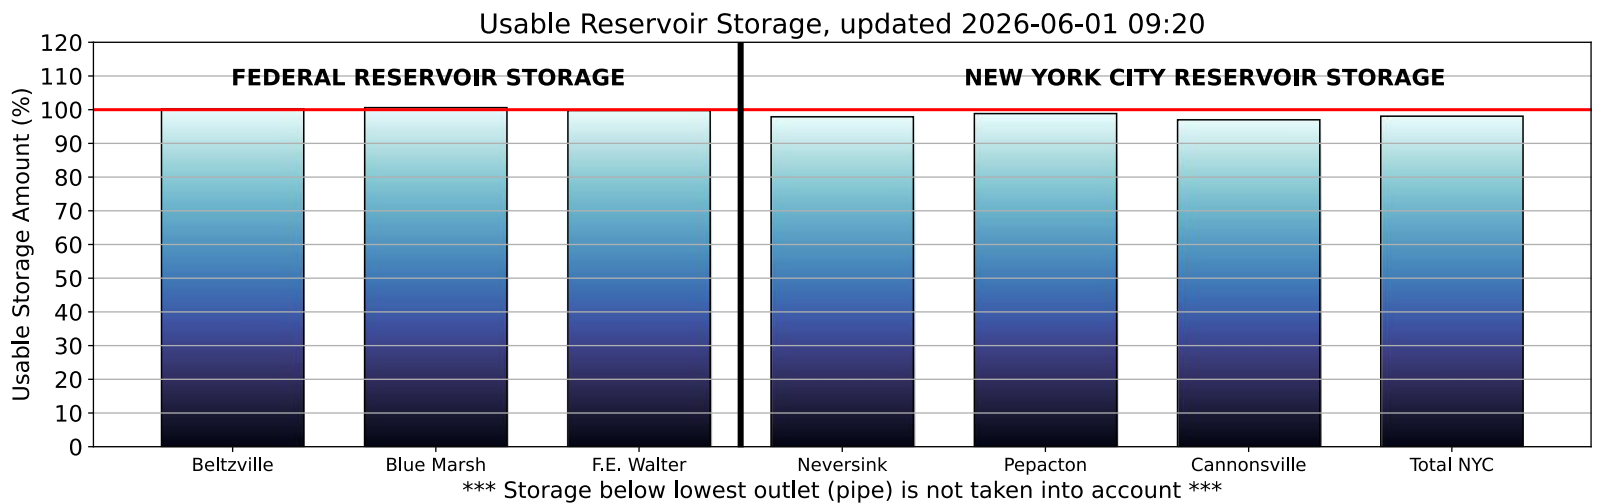 Usable Reservoir Storage, updated 2026-06-01 09:20
FEDERAL RESERVOIR STORAGE
NEW YORK CITY RESERVOIR STORAGE
Usable Storage Amount (%)
120
110
100
90
80
70
60
50
40
30
20
10
0
Beltzville
Blue Marsh
F.E. Walter
Neversink
Pepacton
Cannonsville
Total NYC
*** Storage below lowest outlet (pipe) is not taken into account ***